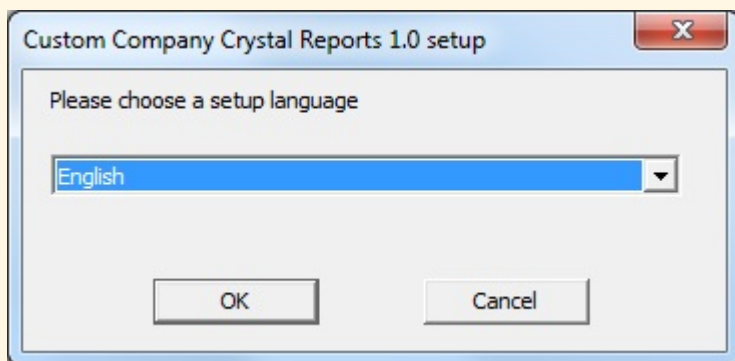 Custom Company Crystal Reports 1.0 setup
Please choose a setup language
English
OK Cancel